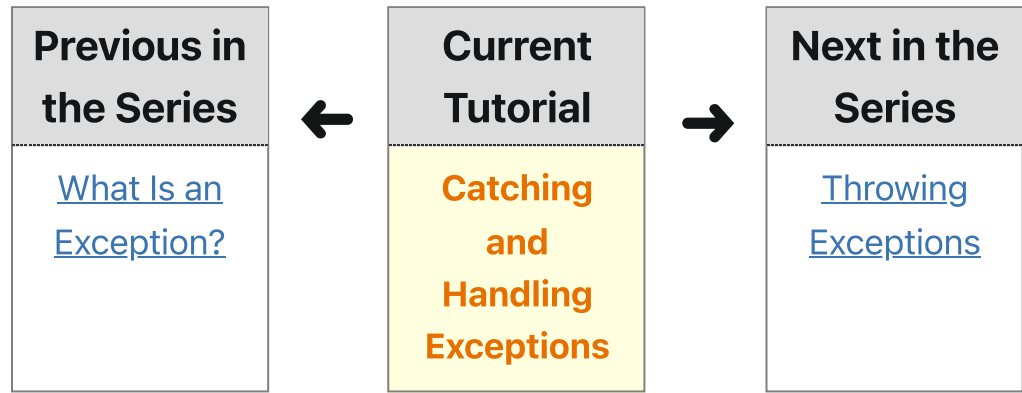 Previous in
the Series
What Is an
Exception?
Current
Tutorial
Catching
and
Handling
Exceptions
Next in the
Series
Throwing
Exceptions